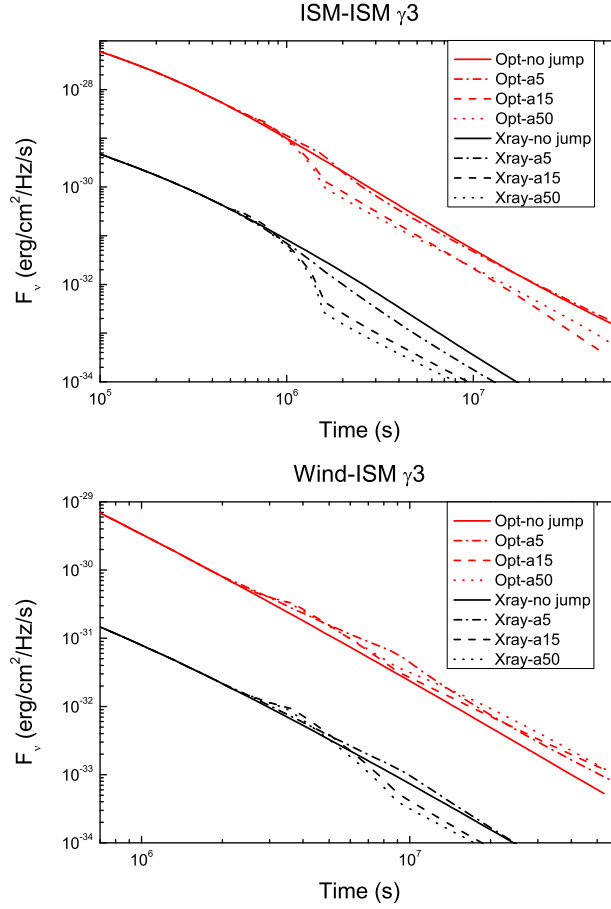 ISM-ISM γ3
Opt-no jump
Opt-a5
Opt-a15
Opt-a50
Xray-no jump
Xray-a5
Xray-a15
Xray-a50
10^-28
10^-30
10^-32
10^-34
F_ν (erg/cm²/Hz/s)
10^5
10^6
10^7
Time (s)
Wind-ISM γ3
Opt-no jump
Opt-a5
Opt-a15
Opt-a50
Xray-no jump
Xray-a5
Xray-a15
Xray-a50
10^-29
10^-30
10^-31
10^-32
10^-33
10^-34
F_ν (erg/cm²/Hz/s)
10^6
10^7
Time (s)